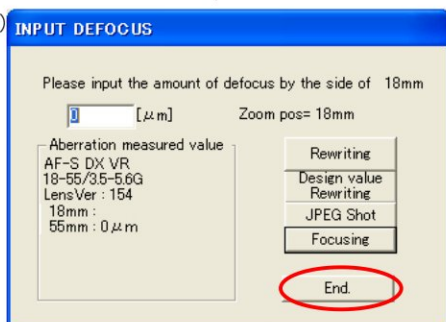 )
INPUT DEFOCUS
Please input the amount of defocus by the side of 18mm
0 [μm] Zoom pos= 18mm
Aberration measured value
AF-S DX VR
18-55/3.5-5.6G
LensVer : 154
18mm :
55mm : 0μm
Rewriting
Design value
Rewriting
JPEG Shot
Focusing
End.